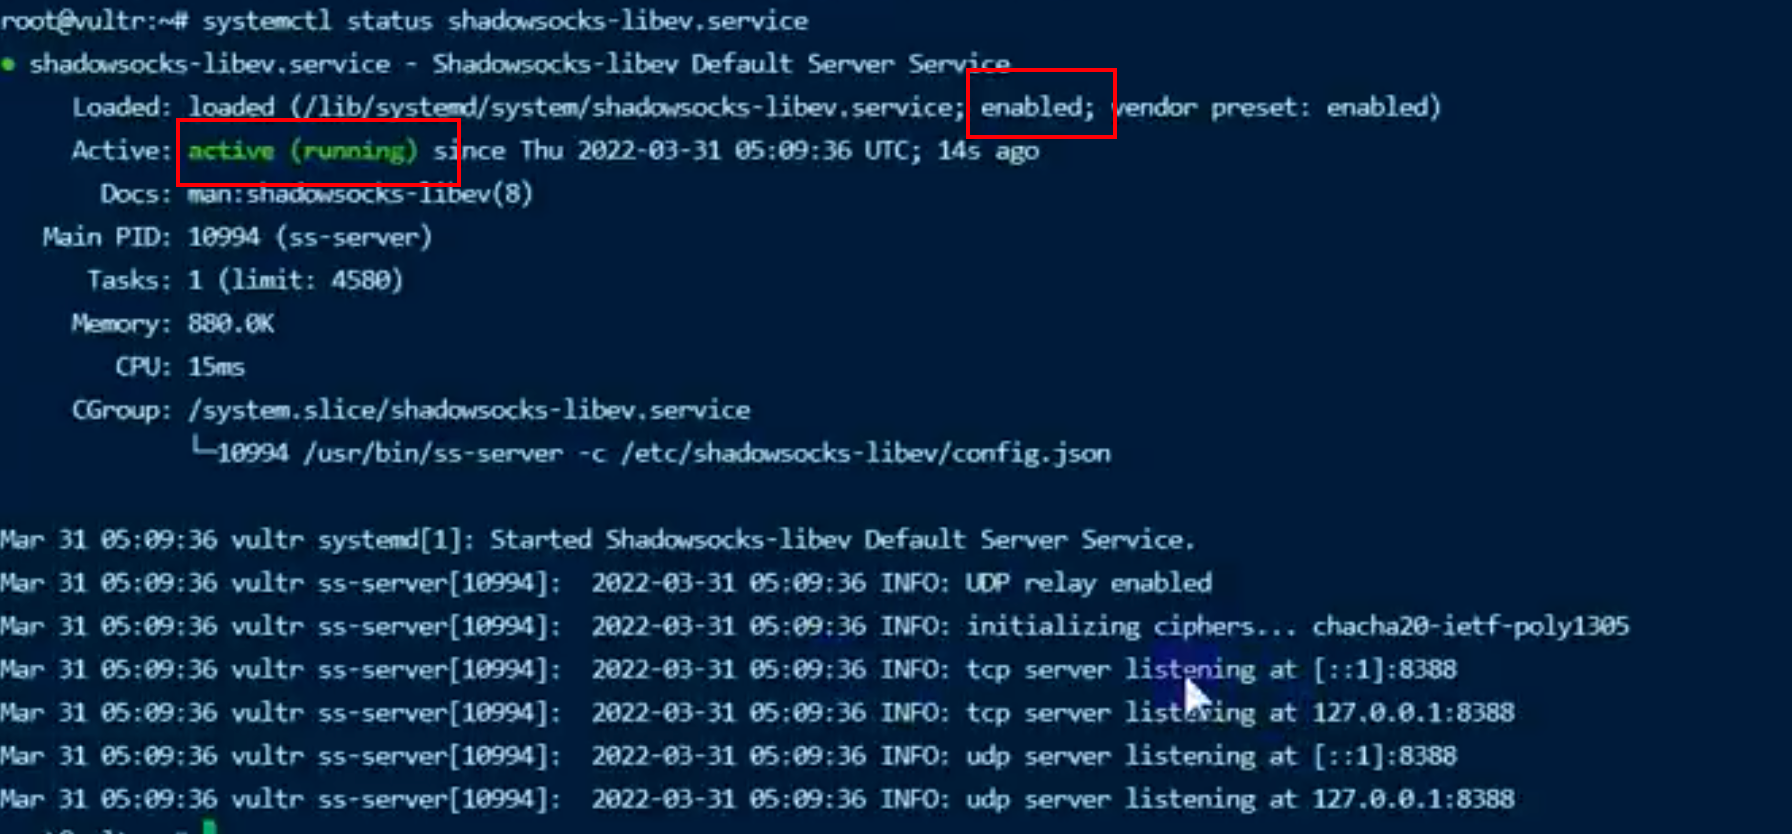 root@vultr:~# systemctl status shadowsocks-libev.service
● shadowsocks-libev.service - Shadowsocks-libev Default Server Service
Loaded: loaded (/lib/systemd/system/shadowsocks-libev.service; enabled; vendor preset: enabled)
Active: active (running) since Thu 2022-03-31 05:09:36 UTC; 14s ago
Docs: man:shadowsocks-libev(8)
Main PID: 10994 (ss-server)
Tasks: 1 (limit: 4580)
Memory: 880.0K
CPU: 15ms
CGroup: /system.slice/shadowsocks-libev.service
└─10994 /usr/bin/ss-server -c /etc/shadowsocks-libev/config.json
Mar 31 05:09:36 vultr systemd[1]: Started Shadowsocks-libev Default Server Service.
Mar 31 05:09:36 vultr ss-server[10994]:  2022-03-31 05:09:36 INFO: UDP relay enabled
Mar 31 05:09:36 vultr ss-server[10994]:  2022-03-31 05:09:36 INFO: initializing ciphers... chacha20-ietf-poly1305
Mar 31 05:09:36 vultr ss-server[10994]:  2022-03-31 05:09:36 INFO: tcp server listening at [::1]:8388
Mar 31 05:09:36 vultr ss-server[10994]:  2022-03-31 05:09:36 INFO: tcp server listening at 127.0.0.1:8388
Mar 31 05:09:36 vultr ss-server[10994]:  2022-03-31 05:09:36 INFO: udp server listening at [::1]:8388
Mar 31 05:09:36 vultr ss-server[10994]:  2022-03-31 05:09:36 INFO: udp server listening at 127.0.0.1:8388